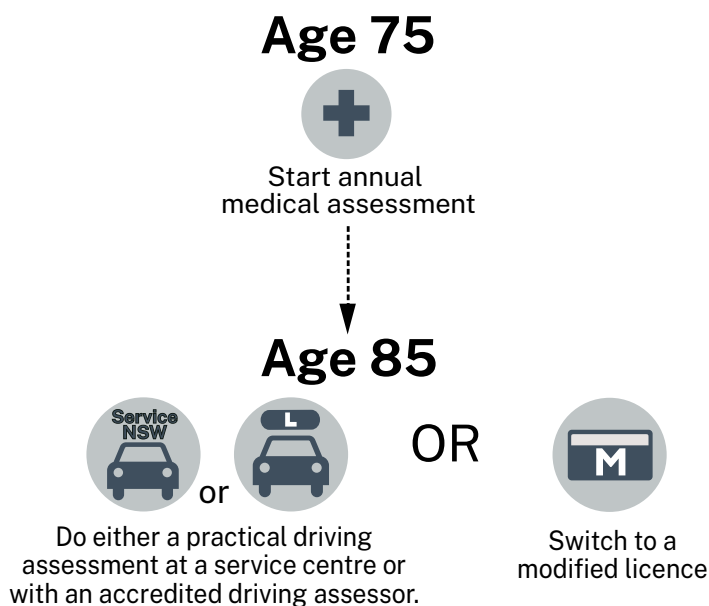 Age 75
Start annual
medical assessment
Age 85
Service
NSW
L
or
OR
M
Do either a practical driving
assessment at a service centre or
with an accredited driving assessor.
Switch to a
modified licence